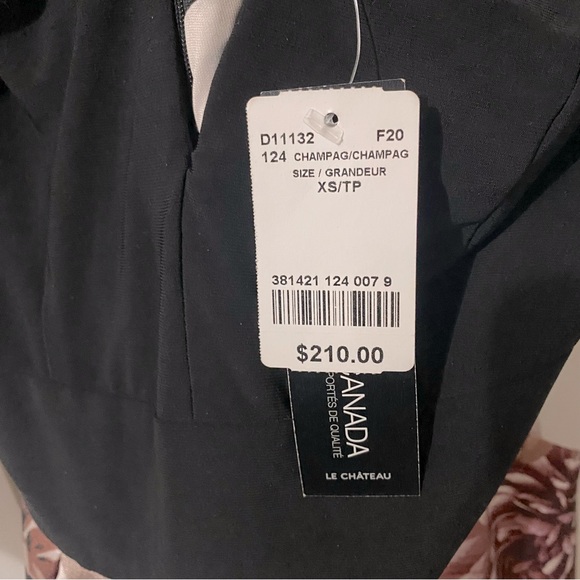 D11132 F20
124 CHAMPAG/CHAMPAG
SIZE / GRANDEUR
XS/TP
381421 124 007 9
$210.00
CANADA
PORTÉS DE QUALITÉ
LE CHÂTEAU